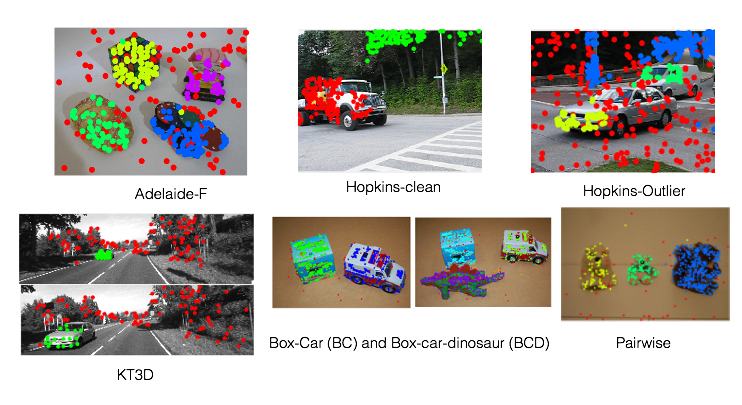 Adelaide-F
Hopkins-clean
Hopkins-Outlier
KT3D
Box-Car (BC) and Box-car-dinosaur (BCD)
Pairwise